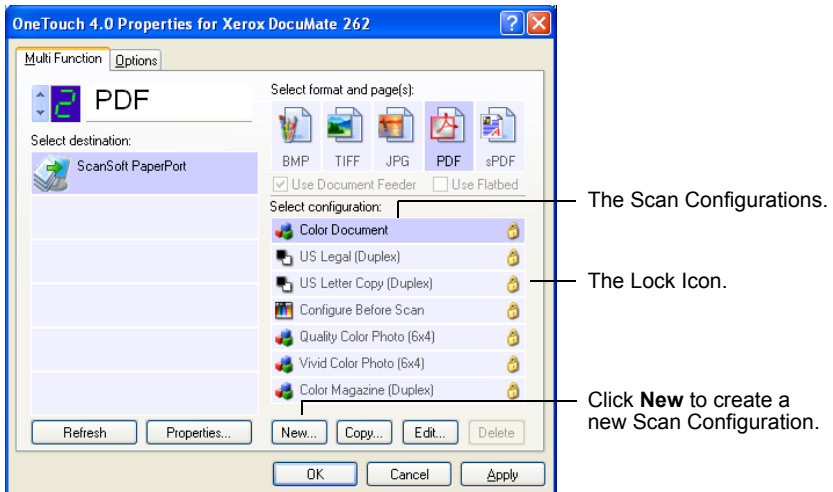 OneTouch 4.0 Properties for Xerox DocuMate 262
Multi Function
Options
2
PDF
Select destination:
ScanSoft PaperPort
Select format and page(s):
BMP TIFF JPG PDF sPDF
Use Document Feeder
Use Flatbed
Select configuration:
Color Document
US Legal (Duplex)
US Letter Copy (Duplex)
Configure Before Scan
Quality Color Photo (6x4)
Vivid Color Photo (6x4)
Color Magazine (Duplex)
Refresh
Properties...
New...
Copy...
Edit...
Delete
OK
Cancel
Apply
The Scan Configurations.
The Lock Icon.
Click New to create a
new Scan Configuration.